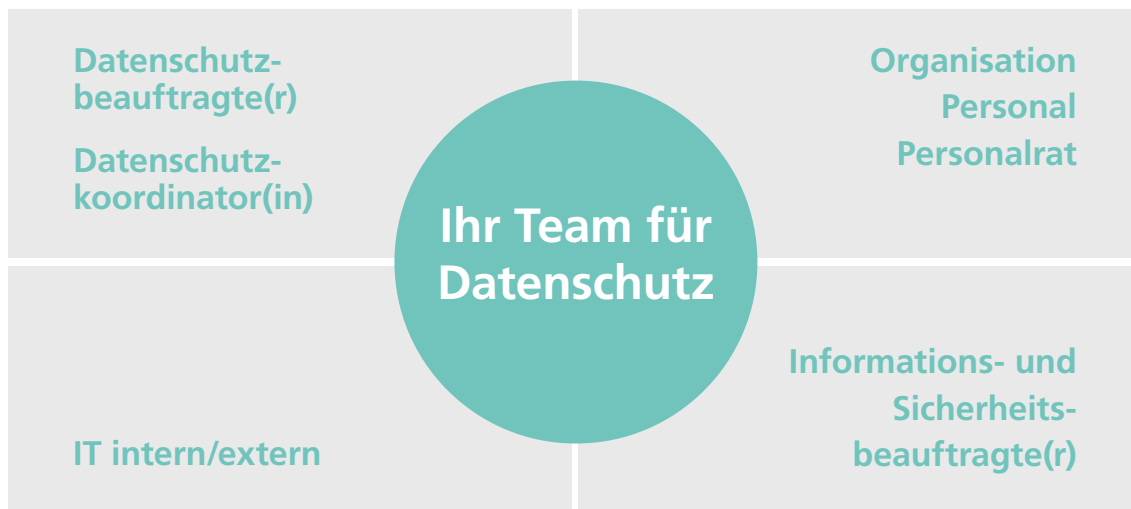 Datenschutz-
beauftragte(r)
Datenschutz-
koordinator(in)
Organisation
Personal
Personalrat
Ihr Team für
Datenschutz
IT intern/extern
Informations- und
Sicherheits-
beauftragte(r)